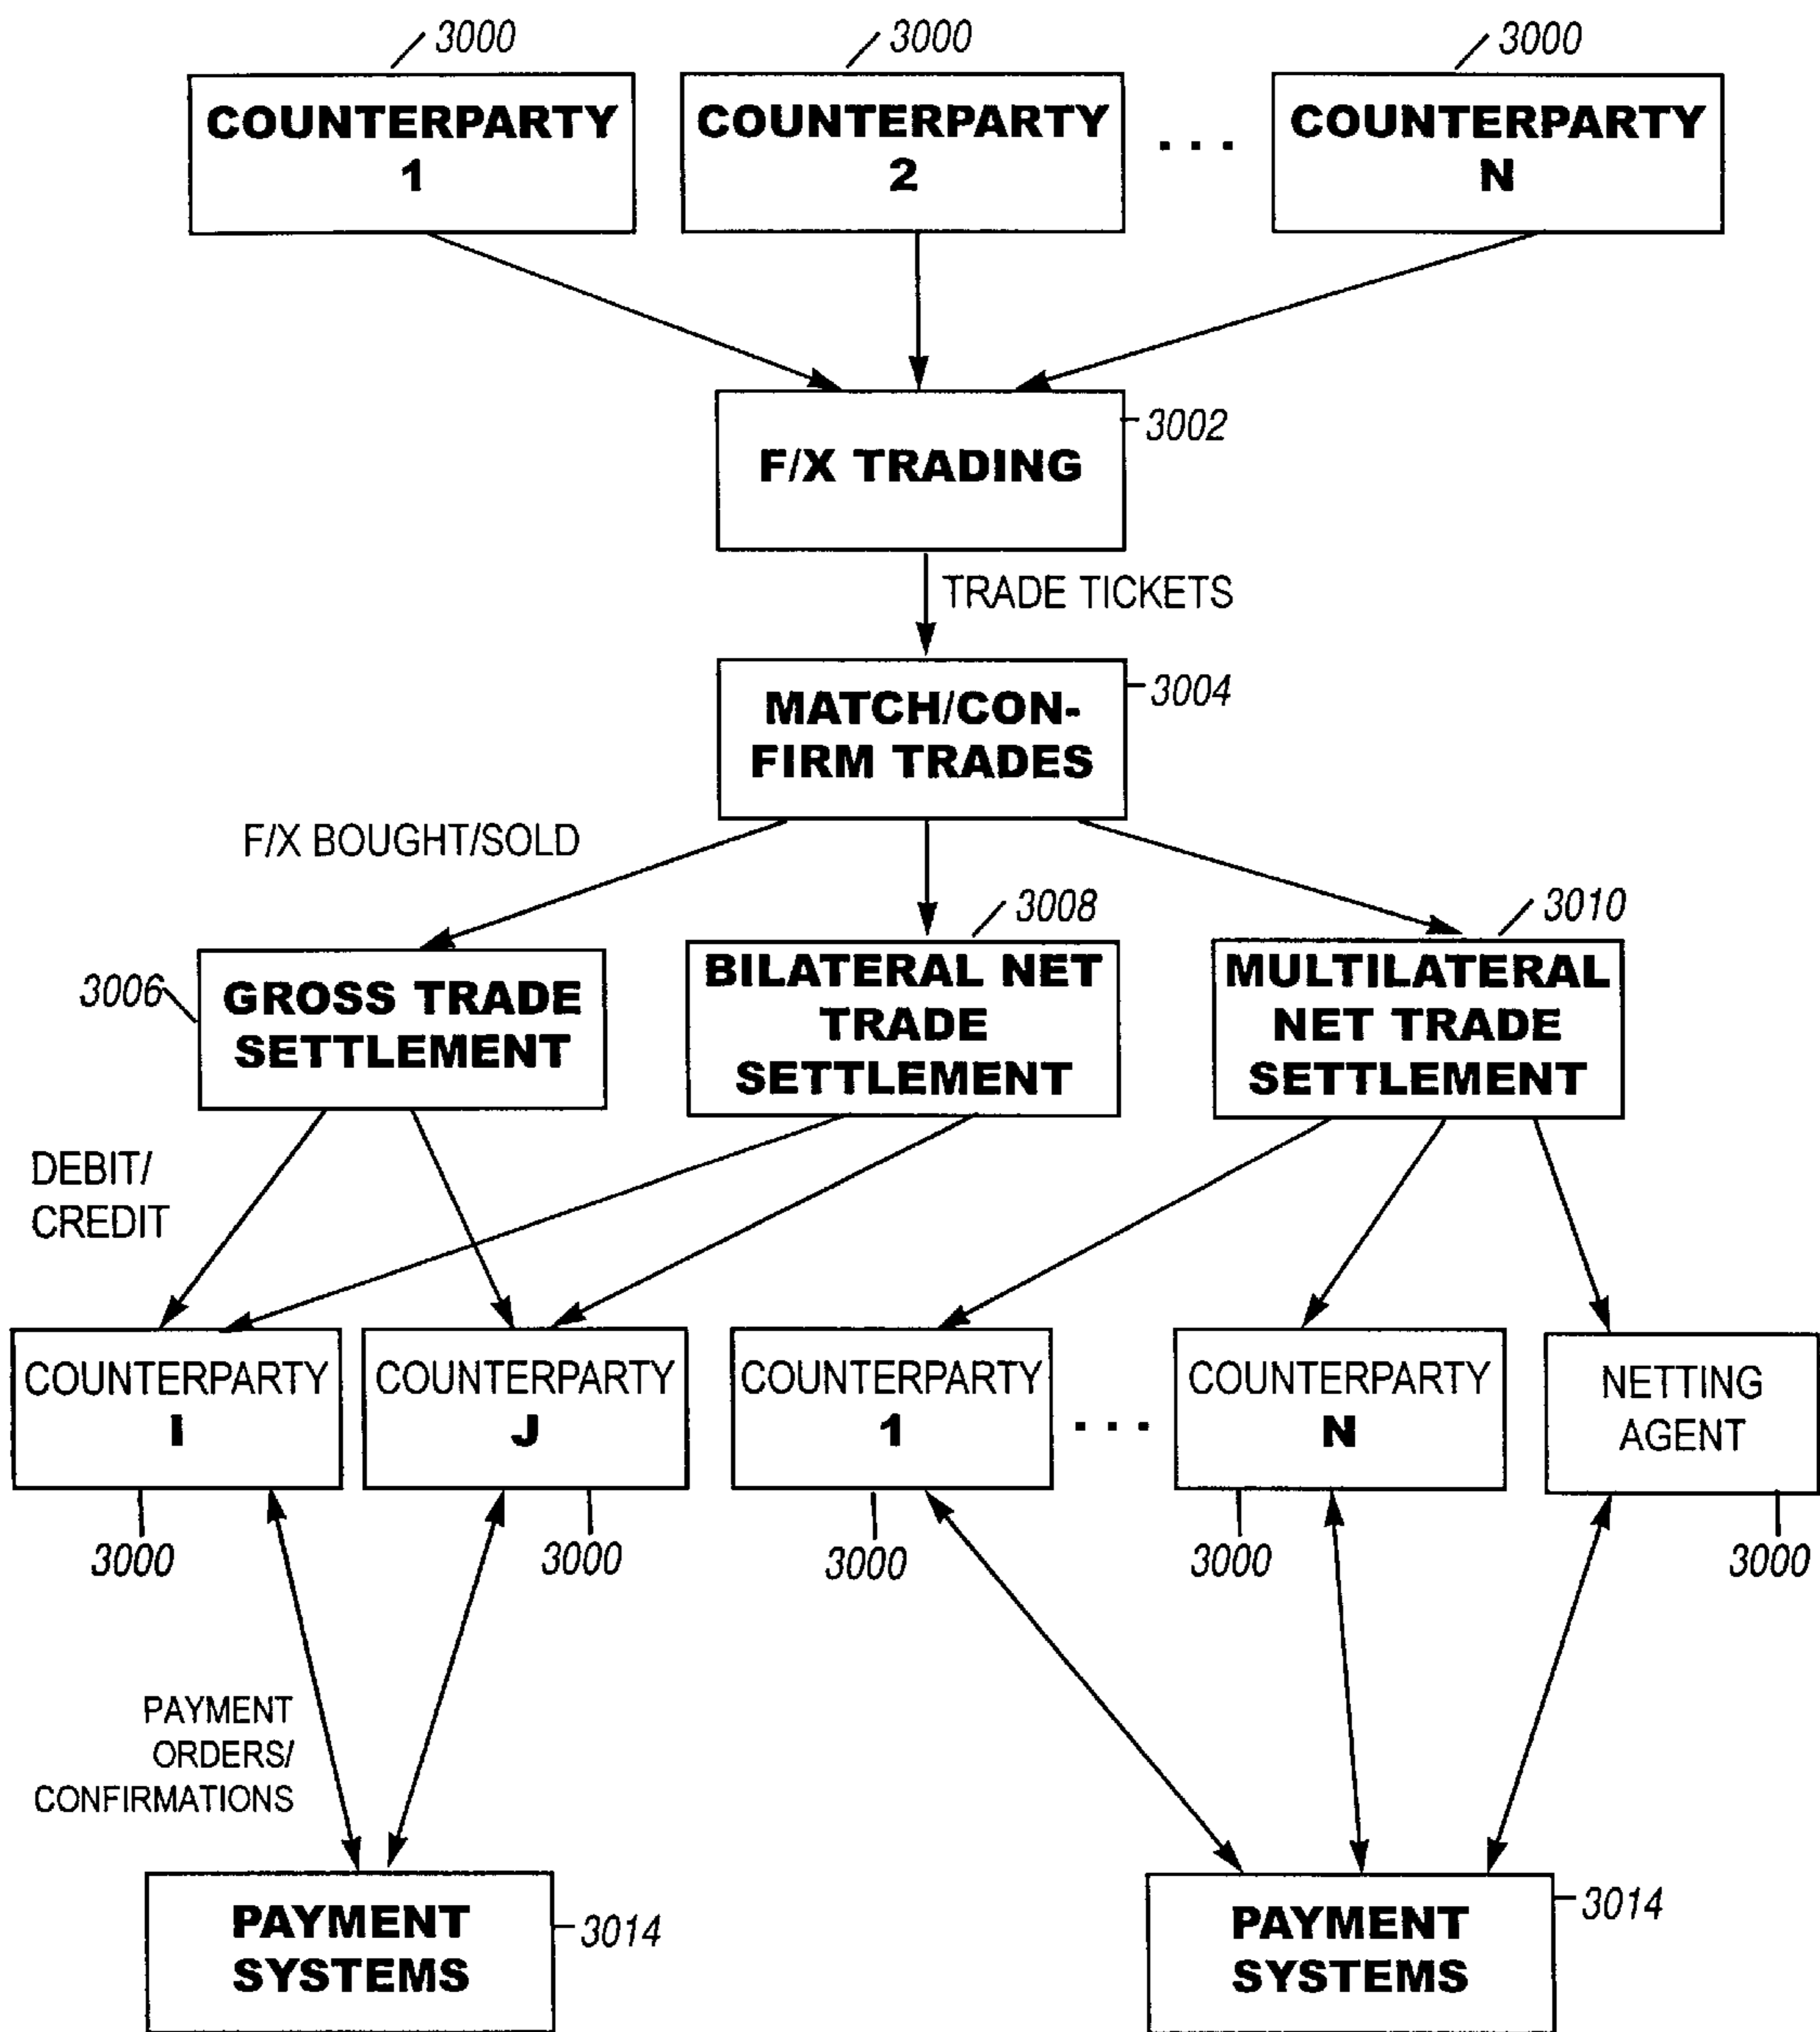 3000
3000
3000
COUNTERPARTY
1
COUNTERPARTY
2
. . .
COUNTERPARTY
N
3002
F/X TRADING
TRADE TICKETS
3004
MATCH/CON-
FIRM TRADES
F/X BOUGHT/SOLD
3006
GROSS TRADE
SETTLEMENT
3008
BILATERAL NET
TRADE
SETTLEMENT
3010
MULTILATERAL
NET TRADE
SETTLEMENT
DEBIT/
CREDIT
COUNTERPARTY
I
COUNTERPARTY
J
COUNTERPARTY
1
. . .
COUNTERPARTY
N
NETTING
AGENT
3000
3000
3000
3000
3000
PAYMENT
ORDERS/
CONFIRMATIONS
PAYMENT
SYSTEMS
3014
PAYMENT
SYSTEMS
3014